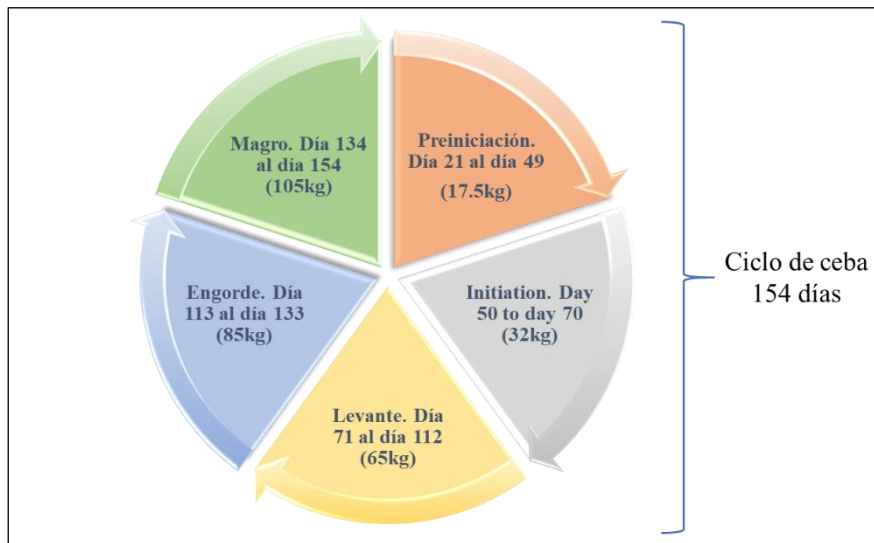 Preiniciación.
Día 21 al día 49
(17.5kg)
Initiation. Day
50 to day 70
(32kg)
Levante. Día
71 al día 112
(65kg)
Engorde. Día
113 al día 133
(85kg)
Magro. Día 134
al día 154
(105kg)
Ciclo de ceba
154 días